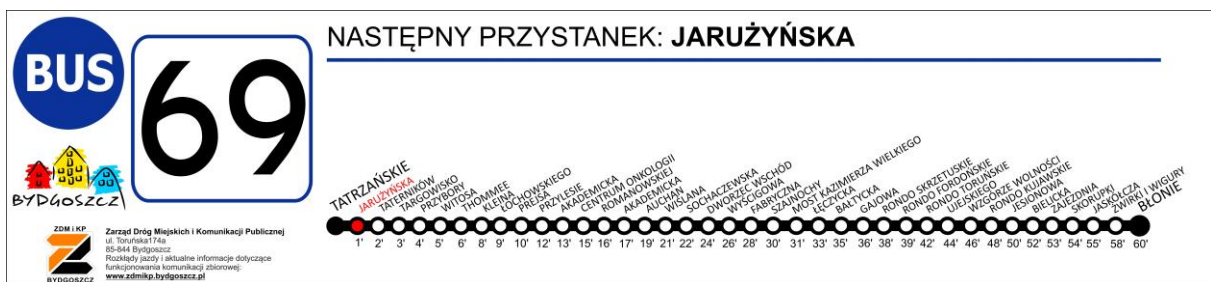 BUS
69
NASTĘPNY PRZYSTANEK: JARUŻYŃSKA
BYDGOSZCZ
ZDM i KP
BYDGOSZCZ
Zarząd Dróg Miejskich i Komunikacji Publicznej
ul. Toruńska174a
85-844 Bydgoszcz
Rozkłady jazdy i aktualne informacje dotyczące
funkcjonowania komunikacji zbiorowej:
www.zdmikp.bydgoszcz.pl
TATRZAŃSKIE
JARUŻYŃSKA
TATERNIKÓW
TARGOWISKO
PRZYBORY
WITOSA
THOMMEE
KLEINA
ŁOCHOWSKIEGO
PREJSA
PRZYLESIE
AKADEMICKA
CENTRUM ONKOLOGII
ROMANOWSKIEJ
AKADEMICKA
AUCHAN
WIŚLANA
SOCHACZEWSKA
DWORZEC WSCHÓD
WYŚCIGOWA
FABRYCZNA
SZAJNOCHY
MOST KAZIMIERZA WIELKIEGO
ŁĘCZYCKA
BAŁTYCKA
GAJOWA
RONDO SKRZETUSKIE
RONDO FORDOŃSKIE
RONDO TORUŃSKIE
UJEJSKIEGO
WZGÓRZE WOLNOŚCI
RONDO KUJAWSKIE
JESIONOWA
BIELICKA
ZAJEZDNIA
SKORUPKI
JASKÓŁCZA
ŻWIRKI I WIGURY
BŁONIE
1' 2' 3' 4' 5' 6' 8' 9' 10' 12' 13' 15' 16' 17' 19' 21' 22' 24' 26' 28' 30' 31' 33' 35' 36' 38' 39' 42' 44' 46' 48' 50' 52' 53' 54' 55' 58' 60'